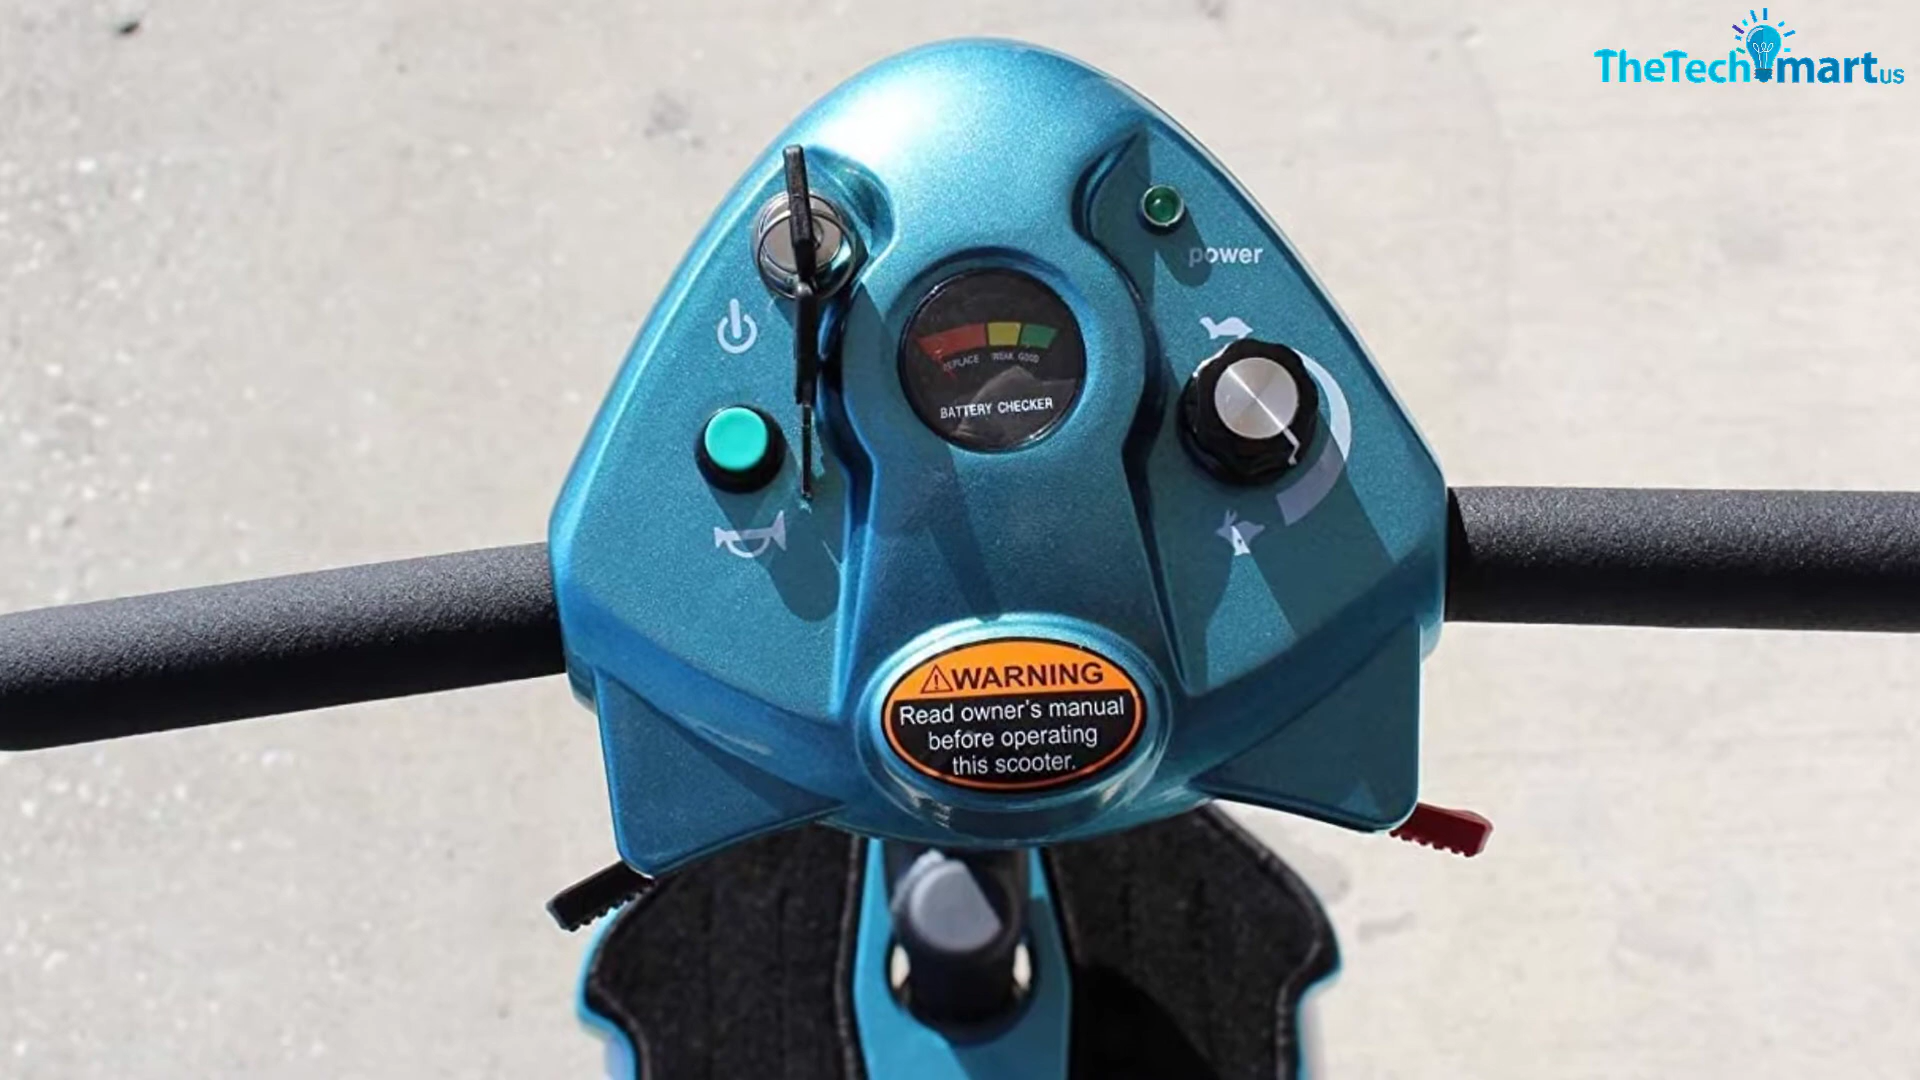 TheTechmartUS
power
REPLACE WEAK GOOD
BATTERY CHECKER
WARNING
Read owner's manual
before operating
this scooter.